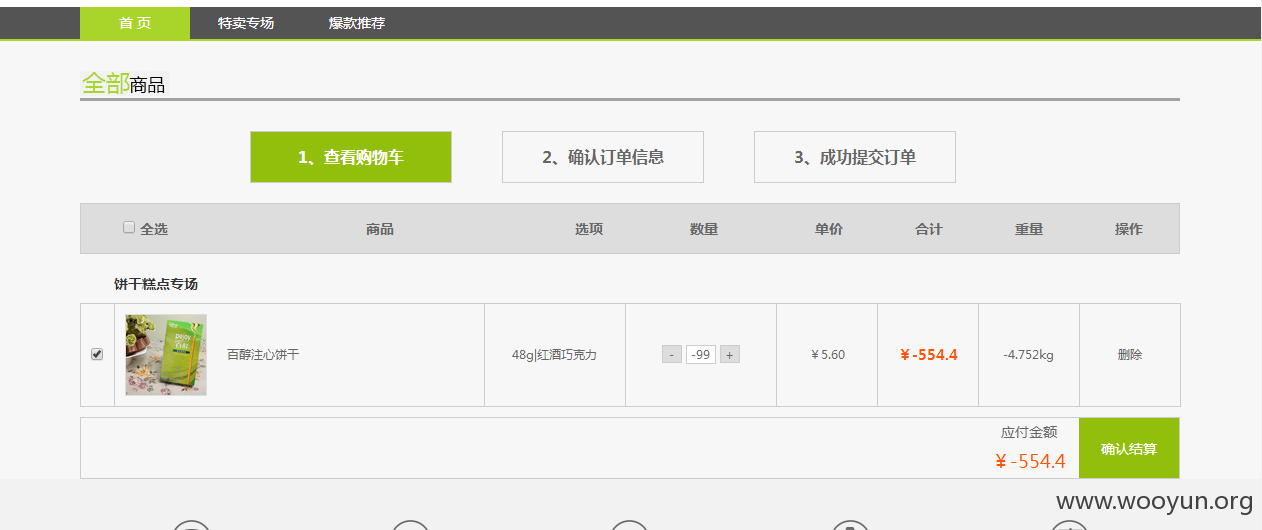 首 页 特卖专场 爆款推荐
全部商品
1、查看购物车 2、确认订单信息 3、成功提交订单
全选 商品 选项 数量 单价 合计 重量 操作
饼干糕点专场
pejoy
百醇注心饼干 48g|红酒巧克力 - -99 + ￥5.60 ￥-554.4 -4.752kg 删除
应付金额
￥-554.4
确认结算
www.wooyun.org